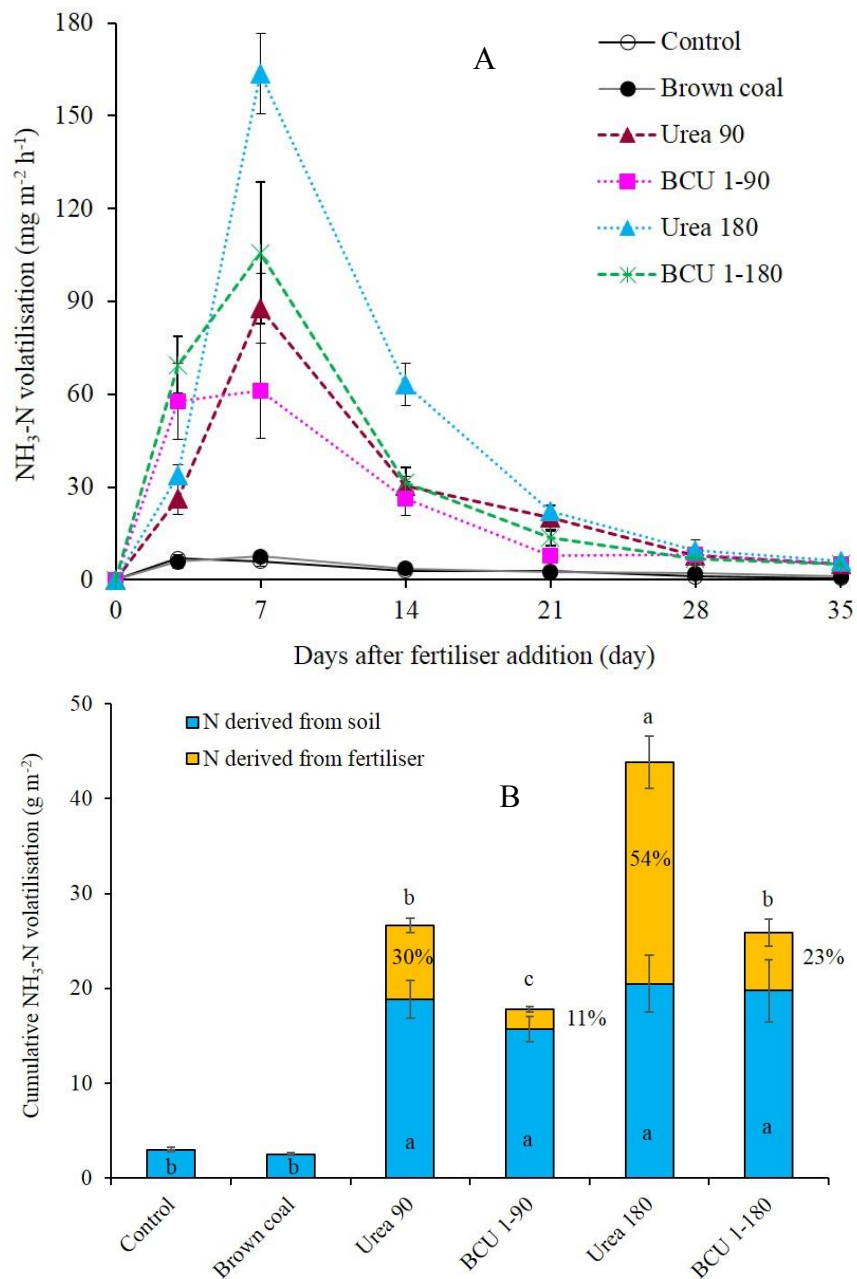 180
150
120
90
60
30
0
NH₃-N volatilisation (mg m⁻² h⁻¹)
A
Control
Brown coal
Urea 90
BCU 1-90
Urea 180
BCU 1-180
0 7 14 21 28 35
Days after fertiliser addition (day)
50
40
30
20
10
0
Cumulative NH₃-N volatilisation (g m⁻²)
N derived from soil
N derived from fertiliser
B
a
54%
b
30%
c
11%
b
23%
b b a a a a
Control Brown coal Urea 90 BCU 1-90 Urea 180 BCU 1-180